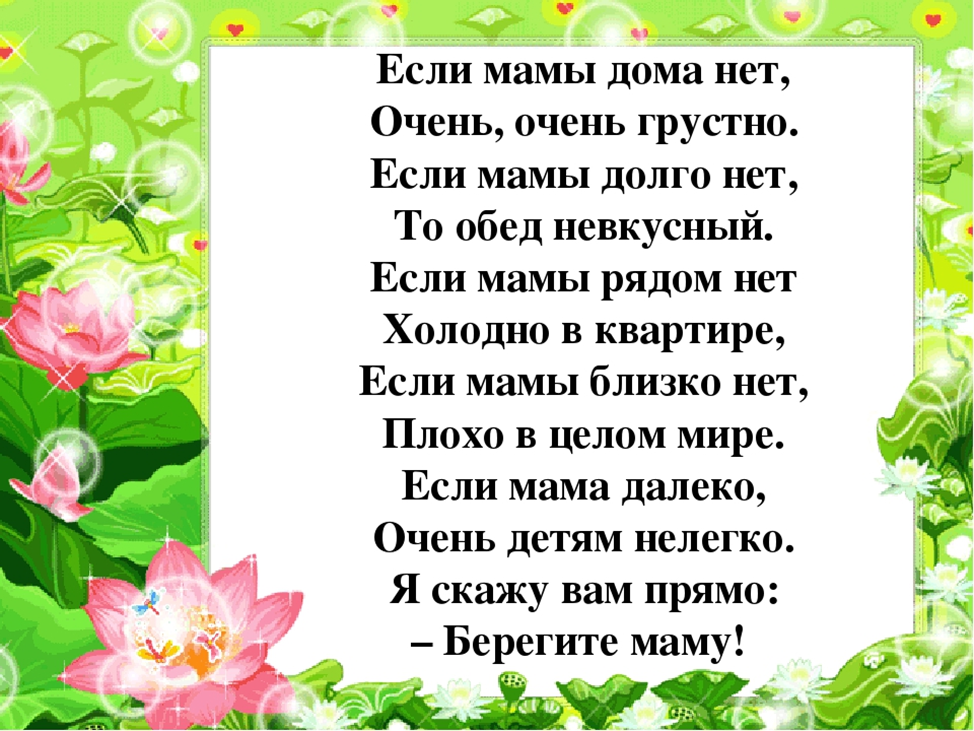 Если мамы дома нет,
Очень, очень грустно.
Если мамы долго нет,
То обед невкусный.
Если мамы рядом нет
Холодно в квартире,
Если мамы близко нет,
Плохо в целом мире.
Если мама далеко,
Очень детям нелегко.
Я скажу вам прямо:
– Берегите маму!